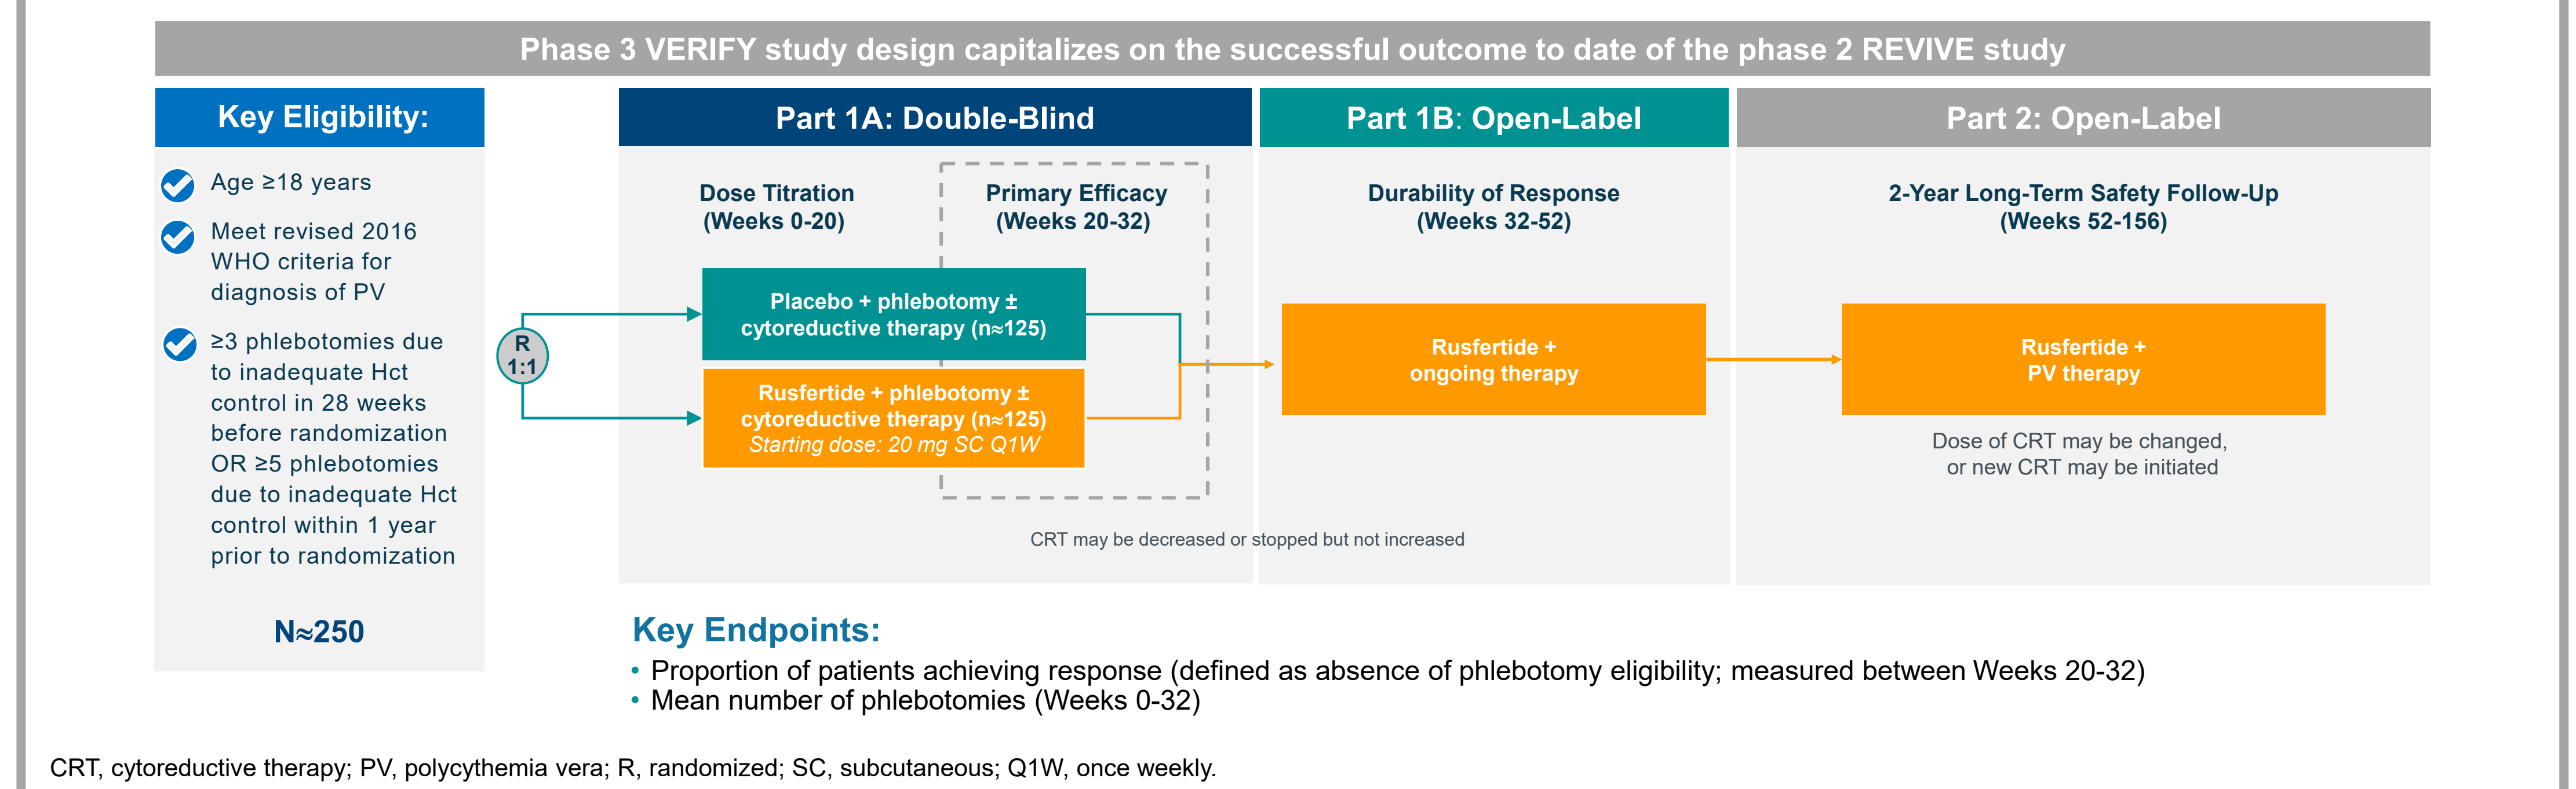 Phase 3 VERIFY study design capitalizes on the successful outcome to date of the phase 2 REVIVE study
Key Eligibility:
Age ≥18 years
Meet revised 2016
WHO criteria for
diagnosis of PV
≥3 phlebotomies due
to inadequate Hct
control in 28 weeks
before randomization
OR ≥5 phlebotomies
due to inadequate Hct
control within 1 year
prior to randomization
N≈250
R
1:1
Part 1A: Double-Blind
Dose Titration
(Weeks 0-20)
Primary Efficacy
(Weeks 20-32)
Placebo + phlebotomy ±
cytoreductive therapy (n≈125)
Rusfertide + phlebotomy ±
cytoreductive therapy (n≈125)
Starting dose: 20 mg SC Q1W
Part 1B: Open-Label
Durability of Response
(Weeks 32-52)
Rusfertide +
ongoing therapy
CRT may be decreased or stopped but not increased
Part 2: Open-Label
2-Year Long-Term Safety Follow-Up
(Weeks 52-156)
Rusfertide +
PV therapy
Dose of CRT may be changed,
or new CRT may be initiated
Key Endpoints:
• Proportion of patients achieving response (defined as absence of phlebotomy eligibility; measured between Weeks 20-32)
• Mean number of phlebotomies (Weeks 0-32)
CRT, cytoreductive therapy; PV, polycythemia vera; R, randomized; SC, subcutaneous; Q1W, once weekly.